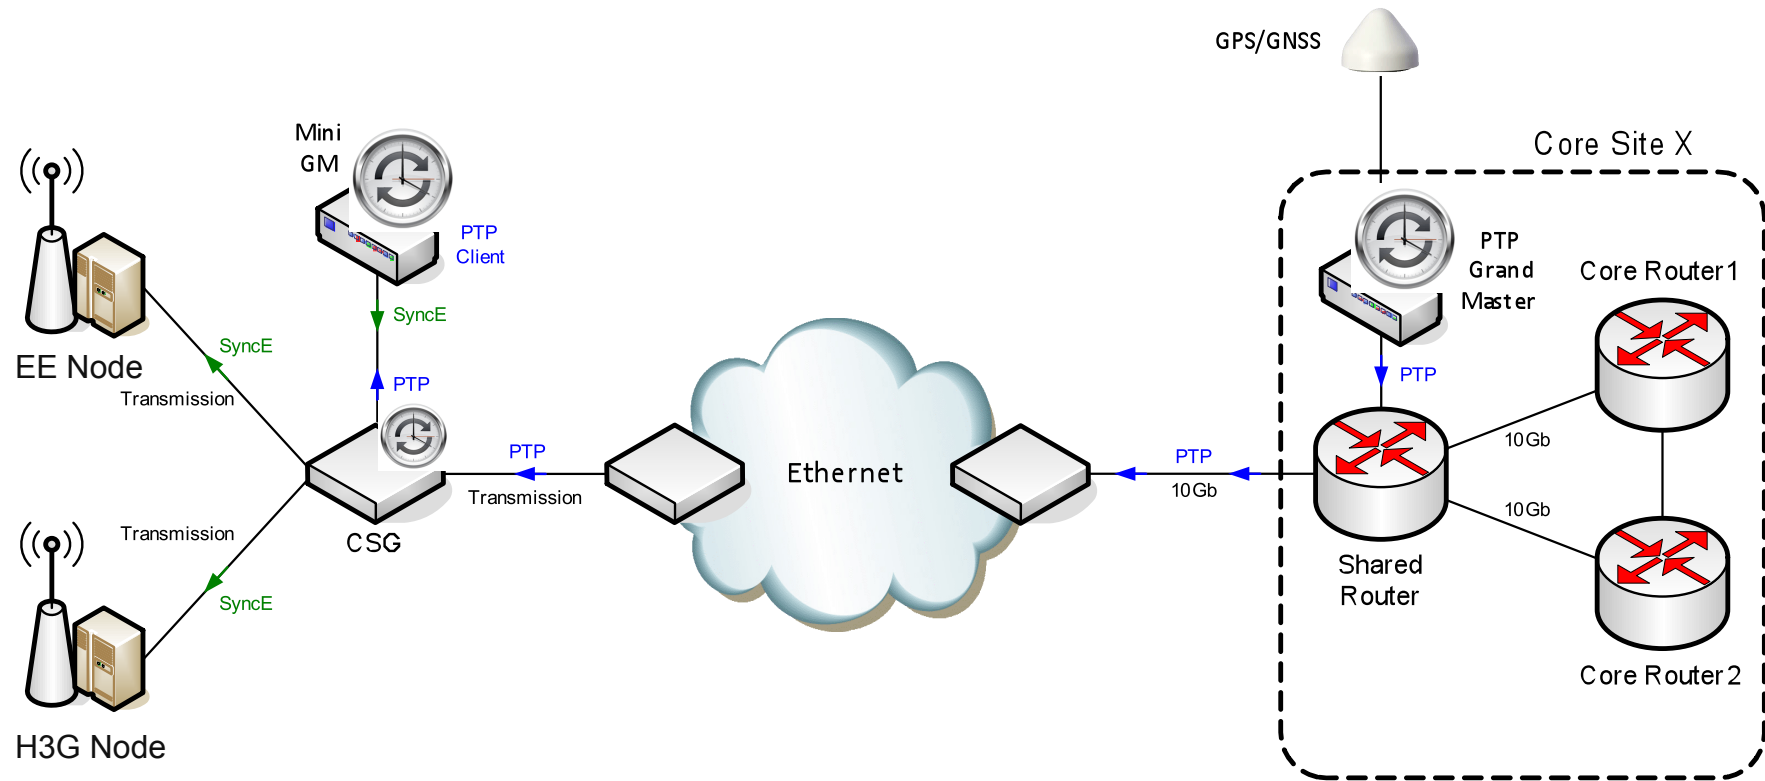 GPS/GNSS
Core Site X
Mini
GM
PTP
Client
PTP
Grand
Master
Core Router1
SyncE
SyncE
EE Node
PTP
PTP
Transmission
10Gb
PTP
PTP
Ethernet
Transmission
10Gb
10Gb
Transmission
CSG
Shared
Router
SyncE
Core Router2
H3G Node